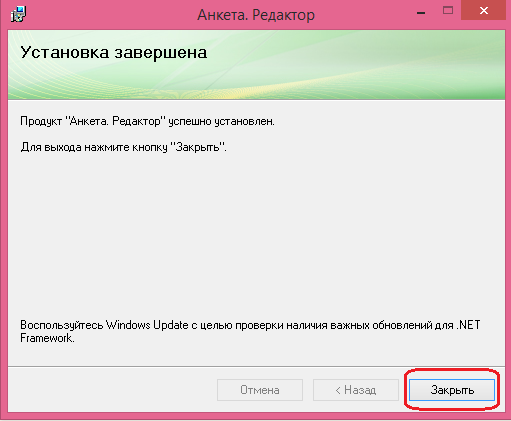 Анкета. Редактор
Установка завершена
Продукт "Анкета. Редактор" успешно установлен.
Для выхода нажмите кнопку "Закрыть".
Воспользуйтесь Windows Update с целью проверки наличия важных обновлений для .NET
Framework.
Отмена
< Назад
Закрыть